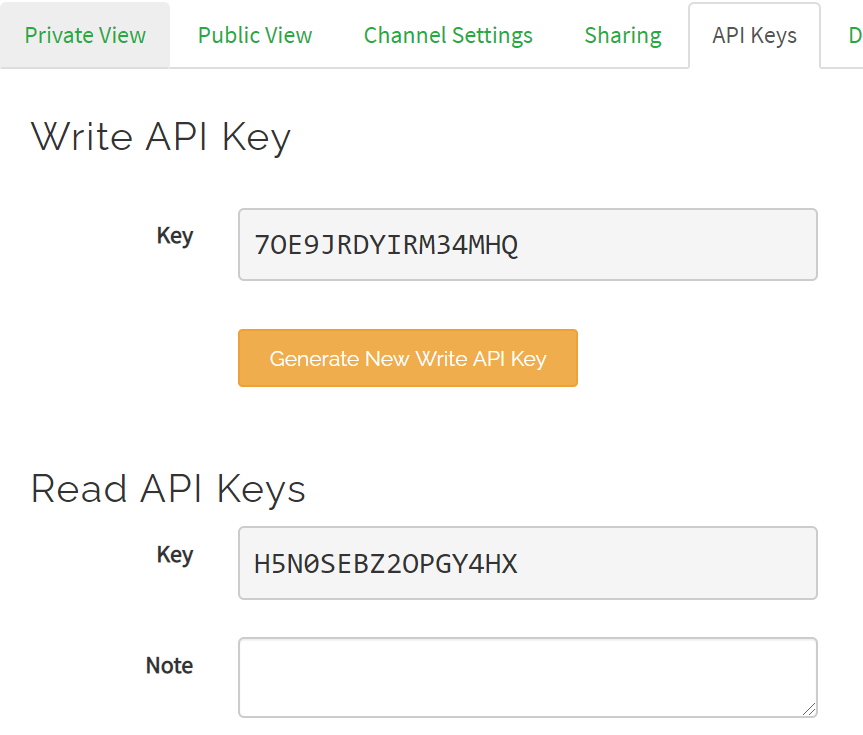 Private View Public View Channel Settings Sharing API Keys D
Write API Key
Key 7OE9JRDYIRM34MHQ
Generate New Write API Key
Read API Keys
Key H5N0SEBZ2OPGY4HX
Note